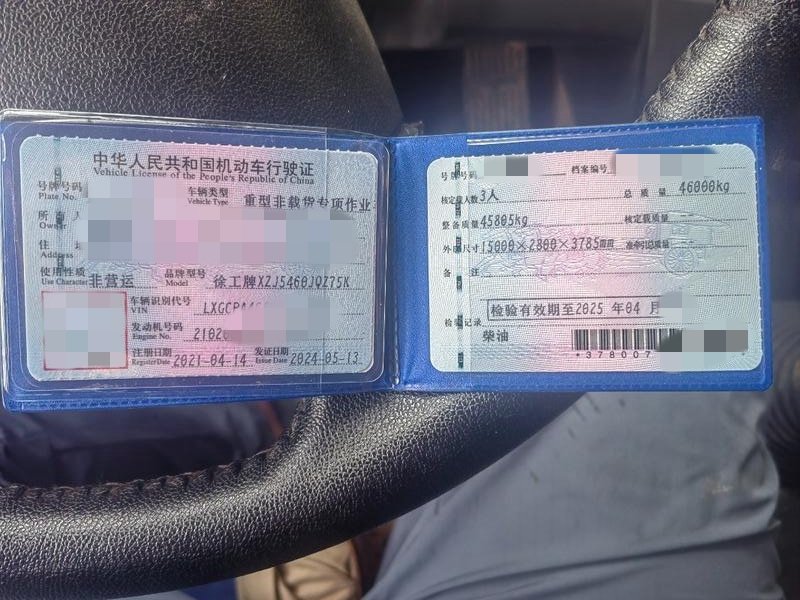 中华人民共和国机动车行驶证
Vehicle License of the People's Republic of China
号牌号码
Plate No.
车辆类型
Vehicle Type
重型非载货专项作业
所
人
Owner
住
Address
使用性质
Use Character
非营运
品牌型号
Model
徐工牌XZJ5460JQZ75K
车辆识别代号
VIN
LXGCPA4
发动机号码
Engine No.
2102
注册日期
Register Date
2021-04-14
发证日期
Issue Date
2024-05-13
号牌号码
档案编号
核定载人数
3人
总质量
46000kg
整备质量
45805kg
核定载质量
--
外廓尺寸
15000×2800×3785mm
准牵引总质量
--
备注
检验有效期至2025 年04 月
检验记录
柴油
*378007